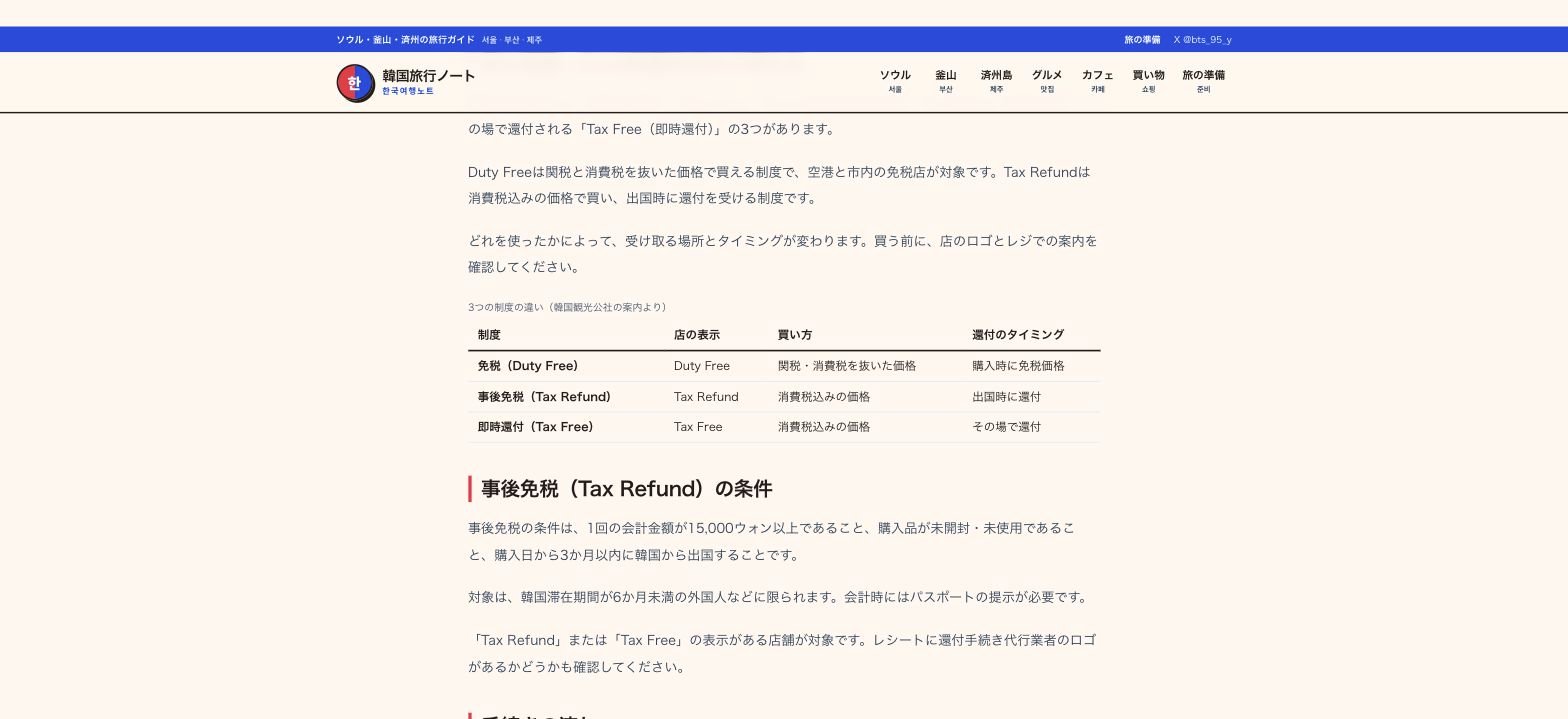 ソウル・釜山・済州の旅行ガイド 서울 · 부산 · 제주
旅の準備 X @bts_95_y
한
韓国旅行ノート
한국여행노트
ソウル 釜山 済州島 グルメ カフェ 買い物 旅の準備
서울 부산 제주 맛집 카페 쇼핑 준비
の場で還付される「Tax Free（即時還付）」の3つがあります。
Duty Freeは関税と消費税を抜いた価格で買える制度で、空港と市内の免税店が対象です。Tax Refundは
消費税込みの価格で買い、出国時に還付を受ける制度です。
どれを使ったかによって、受け取る場所とタイミングが変わります。買う前に、店のロゴとレジでの案内を
確認してください。
3つの制度の違い（韓国観光公社の案内より）
制度 店の表示 買い方 還付のタイミング
免税（Duty Free） Duty Free 関税・消費税を抜いた価格 購入時に免税価格
事後免税（Tax Refund） Tax Refund 消費税込みの価格 出国時に還付
即時還付（Tax Free） Tax Free 消費税込みの価格 その場で還付
事後免税（Tax Refund）の条件
事後免税の条件は、1回の会計金額が15,000ウォン以上であること、購入品が未開封・未使用であるこ
と、購入日から3か月以内に韓国から出国することです。
対象は、韓国滞在期間が6か月未満の外国人などに限られます。会計時にはパスポートの提示が必要です。
「Tax Refund」または「Tax Free」の表示がある店舗が対象です。レシートに還付手続き代行業者のロゴ
があるかどうかも確認してください。